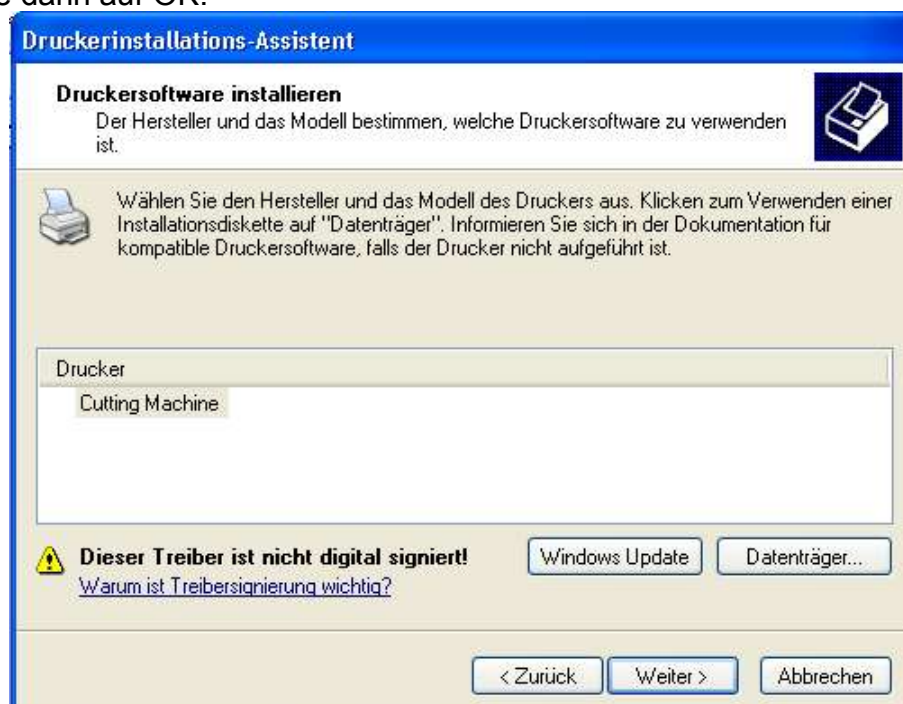 dann auf OK.
Druckerinstallations-Assistent
Druckersoftware installieren
Der Hersteller und das Modell bestimmen, welche Druckersoftware zu verwenden
ist.
Wählen Sie den Hersteller und das Modell des Druckers aus. Klicken zum Verwenden einer
Installationsdiskette auf "Datenträger". Informieren Sie sich in der Dokumentation für
kompatible Druckersoftware, falls der Drucker nicht aufgeführt ist.
Drucker
Cutting Machine
Dieser Treiber ist nicht digital signiert!
Windows Update
Datenträger...
Warum ist Treibersignierung wichtig?
< Zurück
Weiter >
Abbrechen